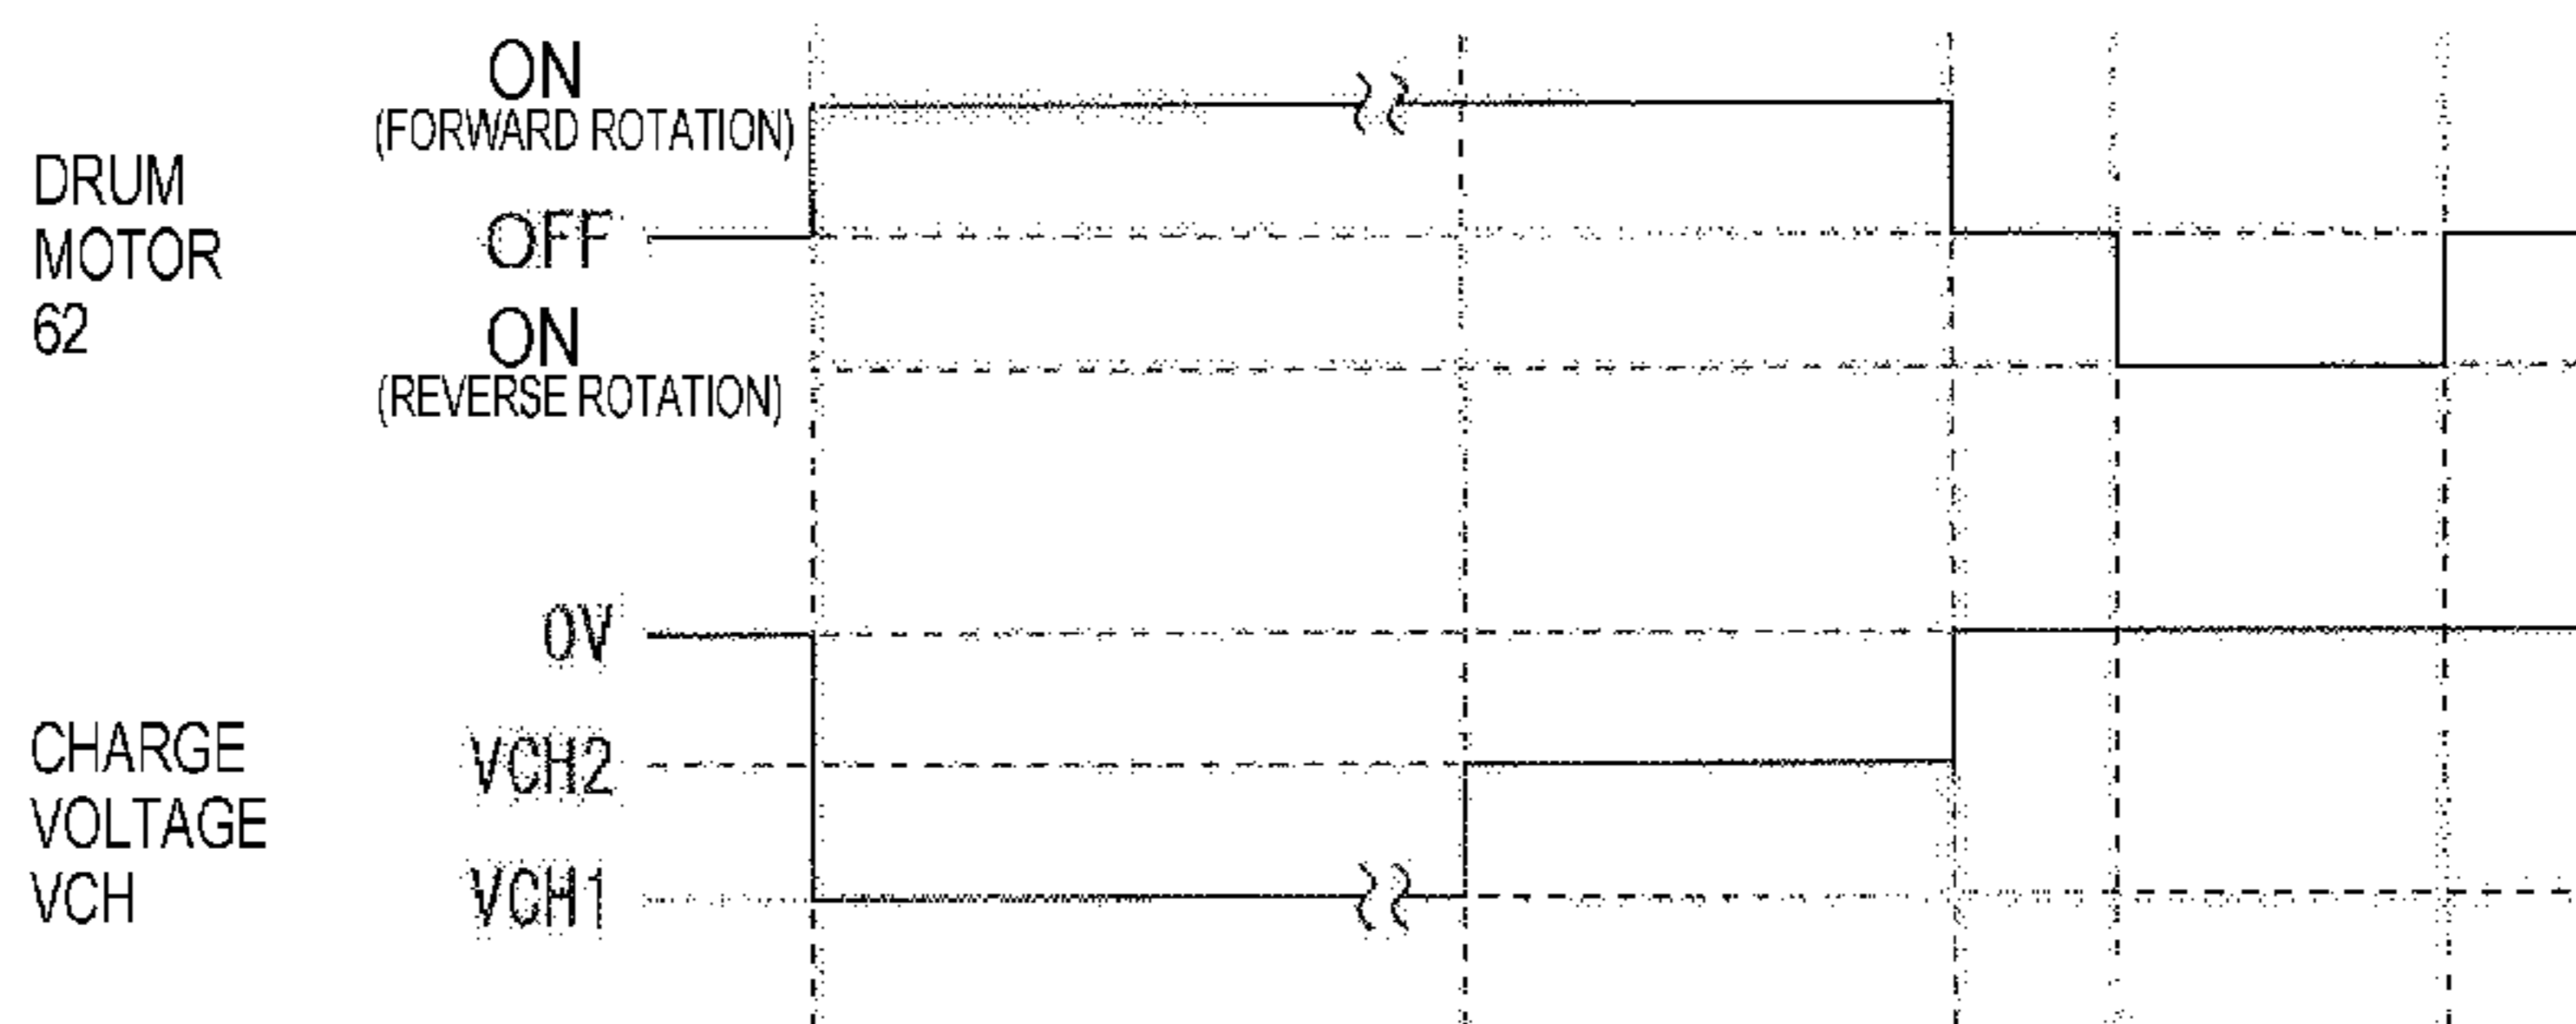 ON
(FORWARD ROTATION)
DRUM
MOTOR
62
OFF
ON
(REVERSE ROTATION)
0V
CHARGE
VOLTAGE
VCH
VCH2
VCH1